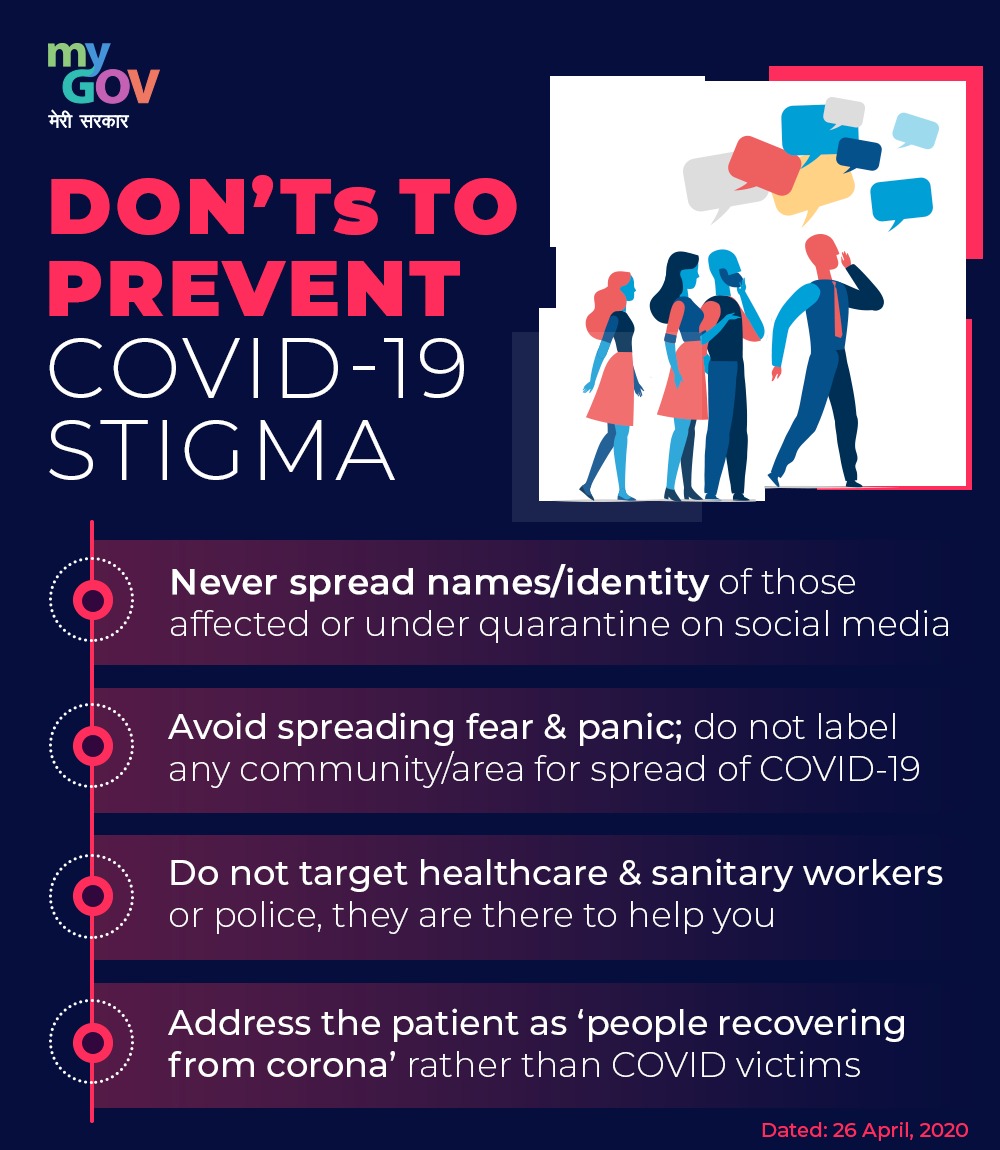 my
GOV
मेरी सरकार
DON'Ts TO
PREVENT
COVID-19
STIGMA
Never spread names/identity of those
affected or under quarantine on social media
Avoid spreading fear & panic; do not label
any community/area for spread of COVID-19
Do not target healthcare & sanitary workers
or police, they are there to help you
Address the patient as ‘people recovering
from corona’ rather than COVID victims
Dated: 26 April, 2020